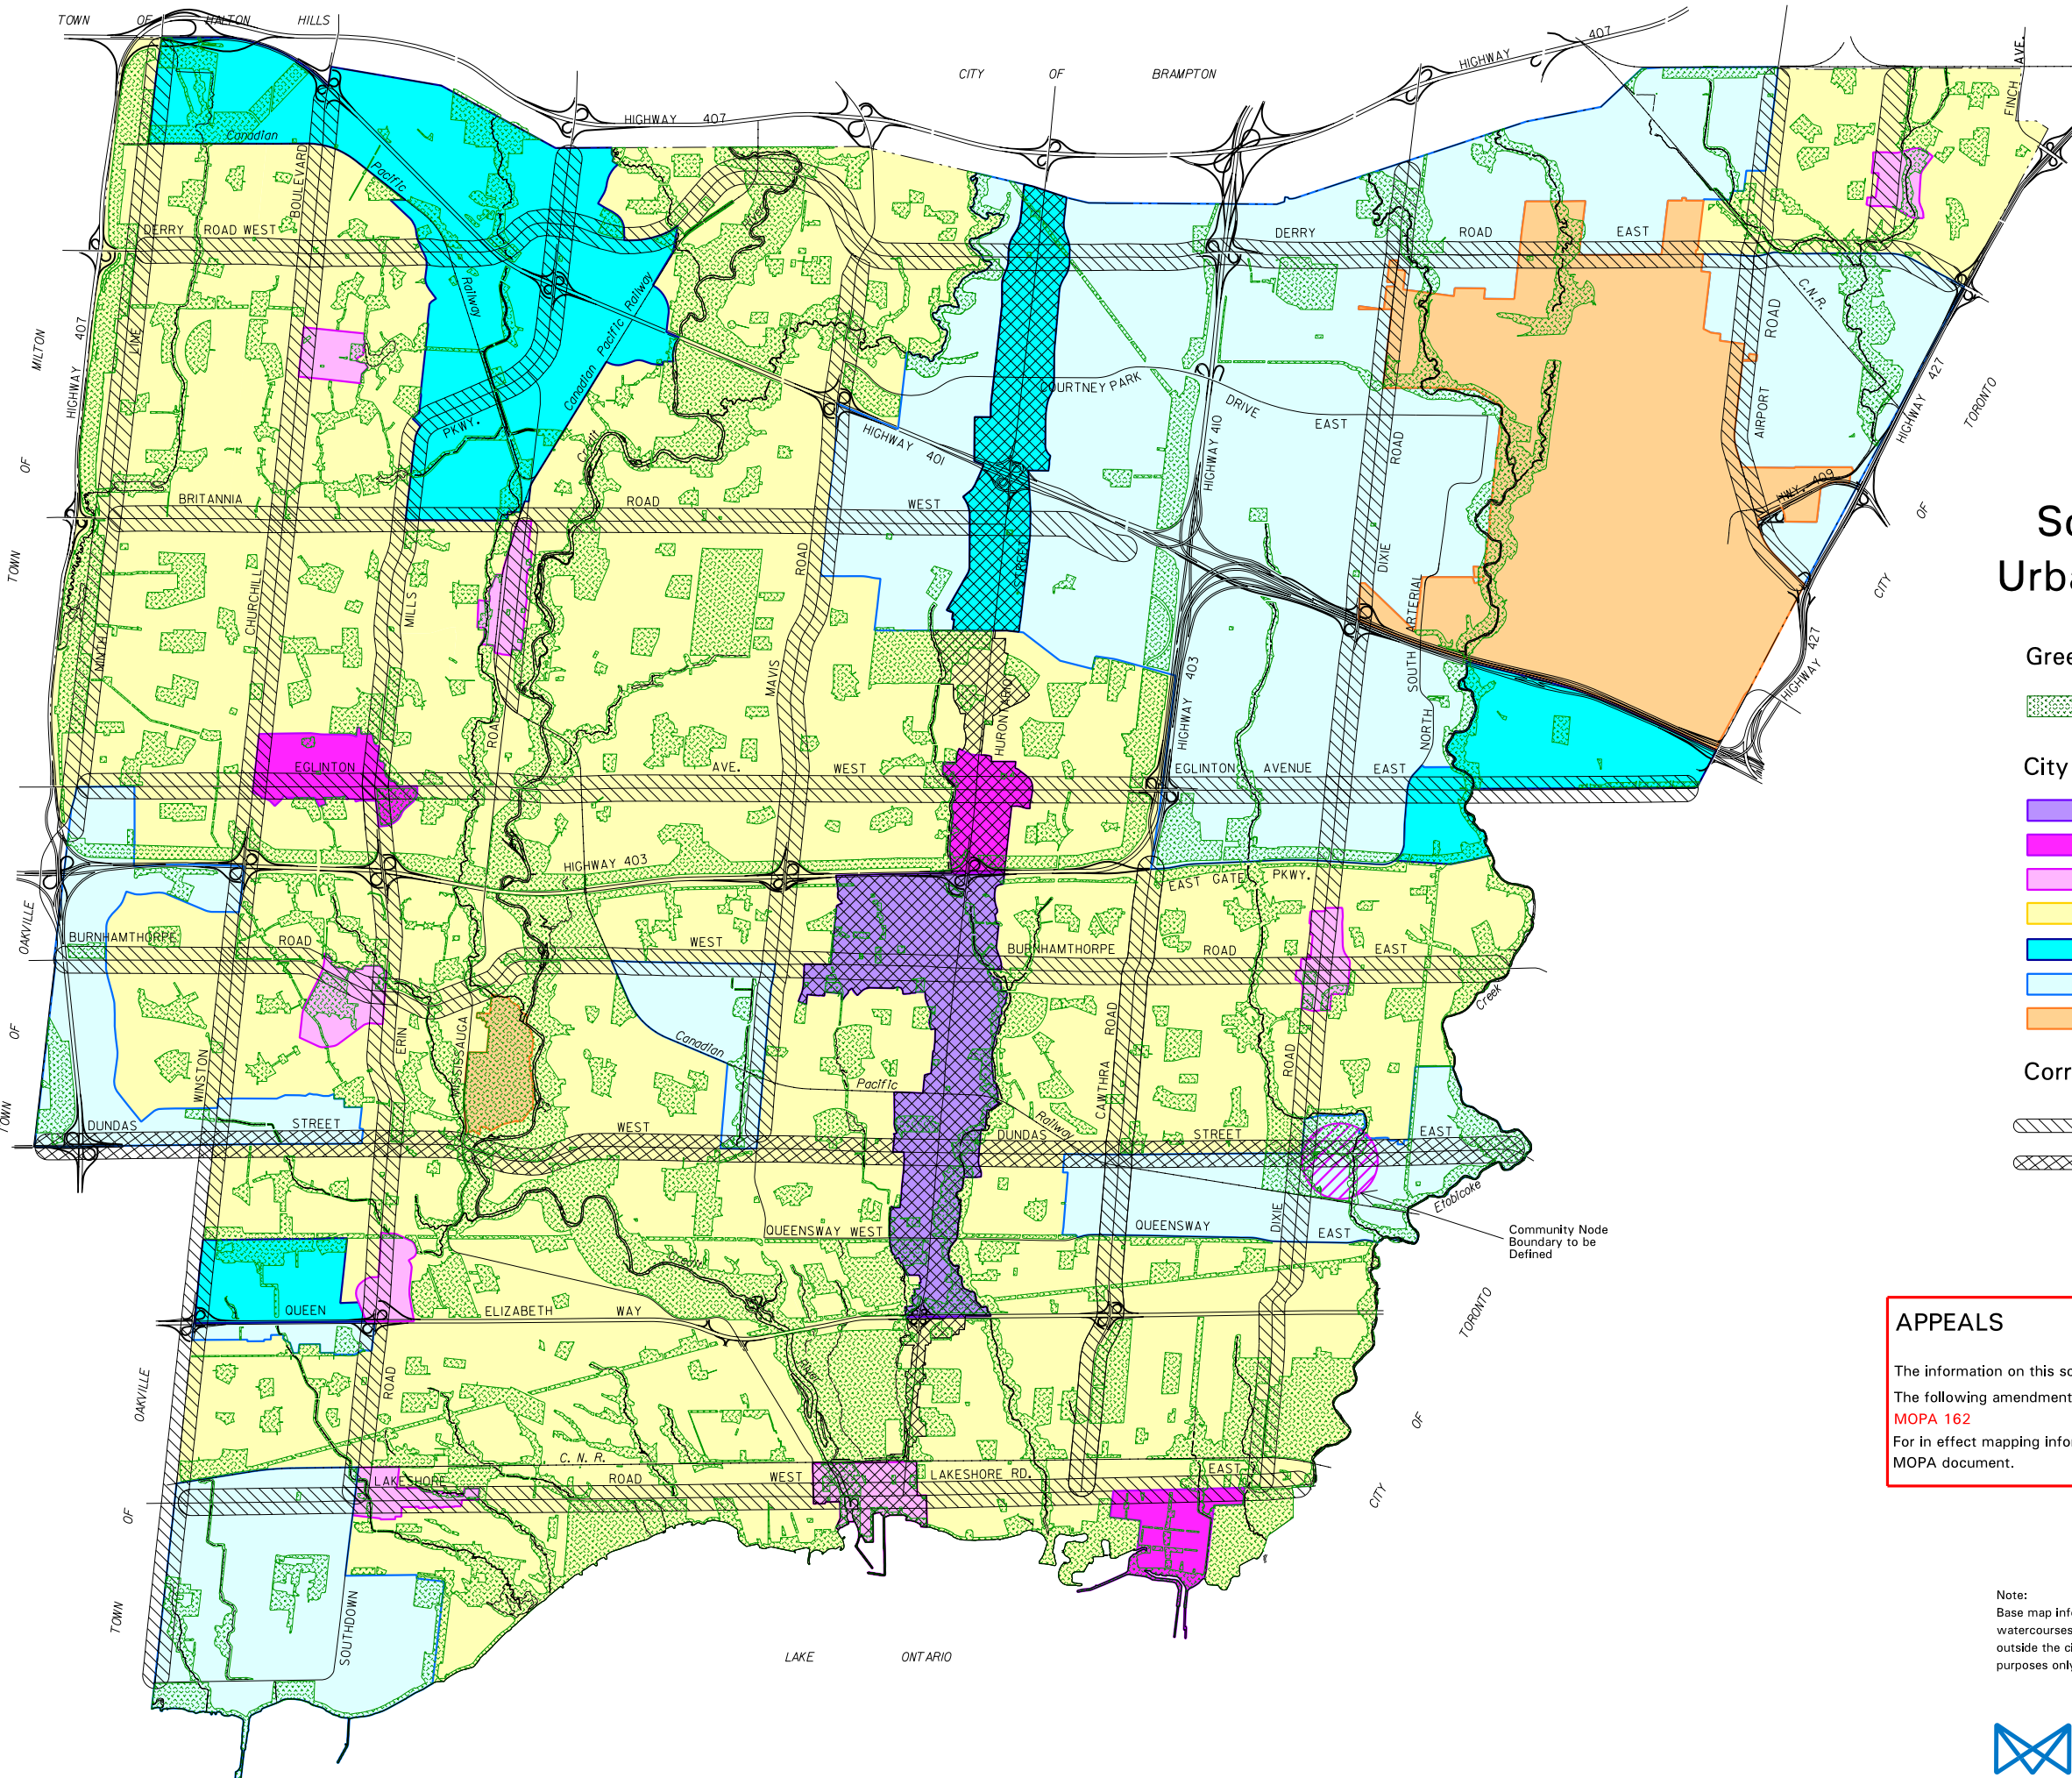 TOWN OF HALTON HILLS
CITY OF BRAMPTON
HIGHWAY 407
HIGHWAY 407
FINCH AVE.
Canadian
Pacific
Railway
BOULEVARD
DERRY ROAD WEST
DERRY ROAD EAST
MILTON
OF
TOWN
HIGHWAY 407
LINE
Canadian Pacific Railway
PKWY.
Credit
COURTNEY PARK DRIVE EAST
HIGHWAY 401
HIGHWAY 410
ROAD
AIRPORT
ROAD
C.N.R.
HIGHWAY 427
TORONTO
OF
CITY
HWY. 409
BRITANNIA ROAD WEST
NINTH
CHURCHILL
MILLS
ROAD
MAVIS
ROAD
STREET
HURONTARIO
HIGHWAY 403
DIXIE
SOUTH ARTERIAL
NORTH
HIGHWAY 427
EGLINTON AVE. WEST
EGLINTON AVENUE EAST
HIGHWAY 403
EAST GATE PKWY.
OAKVILLE
OF
TOWN
BURNHAMTHORPE ROAD WEST
BURNHAMTHORPE ROAD EAST
WINSTON
ERIN
MISSISSAUGA
Canadian
Pacific
Railway
CAWTHRA
ROAD
ROAD
Creek
DUNDAS STREET WEST
DUNDAS STREET EAST
Etobicoke
QUEENSWAY WEST
QUEENSWAY EAST
DIXIE
Community Node
Boundary to be
Defined
QUEEN ELIZABETH WAY
Credit
River
ROAD
OAKVILLE
OF
TOWN
C. N. R.
LAKESHORE ROAD WEST
LAKESHORE RD. EAST
SOUTHDOWN
TORONTO
OF
CITY
LAKE ONTARIO
Urba
Gree
City
Corr
APPEALS
The information on this sc
The following amendment
MOPA 162
For in effect mapping infor
MOPA document.
Note:
Base map info
watercourses
outside the ci
purposes only